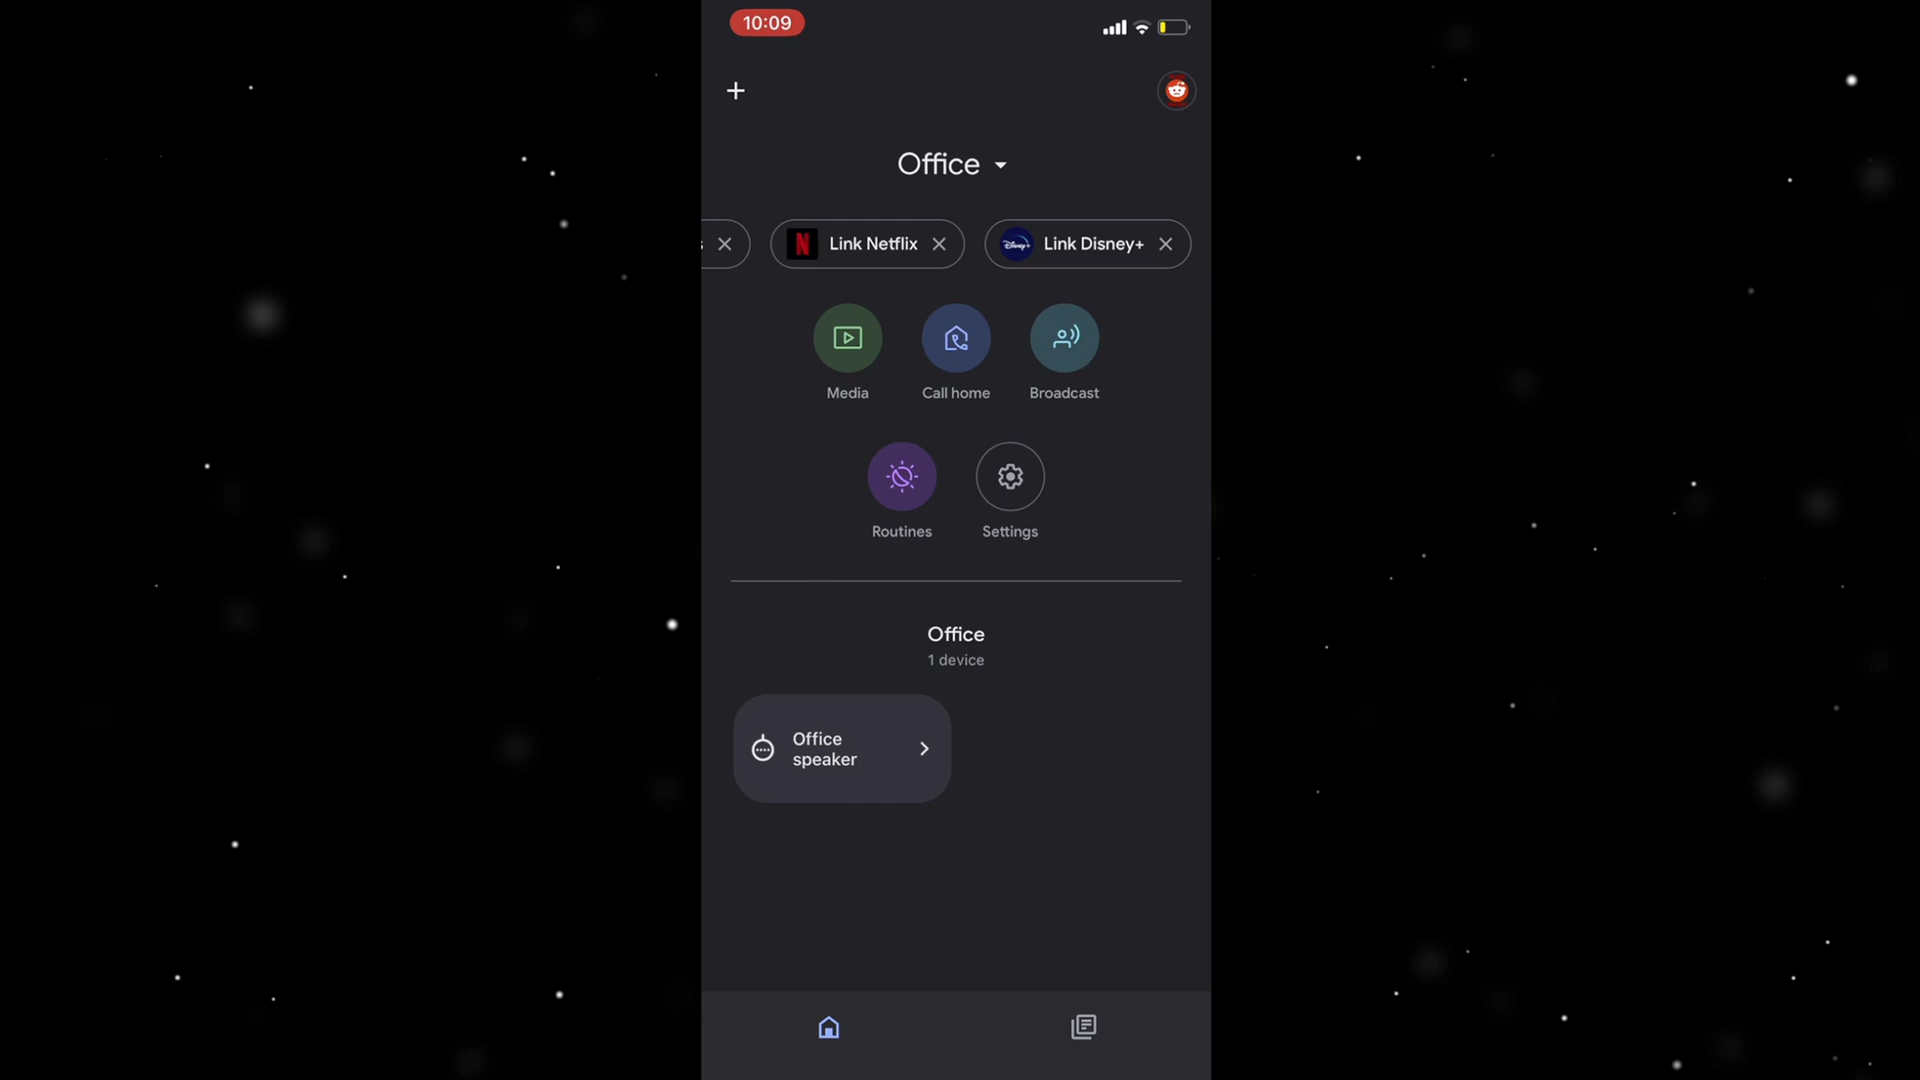 10:09
Office
Link Netflix
Link Disney+
Media
Call home
Broadcast
Routines
Settings
Office
1 device
Office
speaker